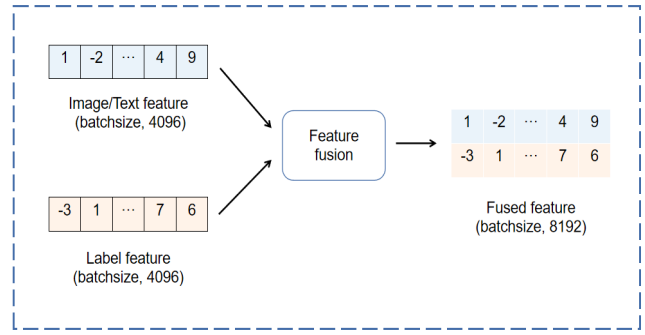 1 -2 ... 4 9
Image/Text feature
(batchsize, 4096)
-3 1 ... 7 6
Label feature
(batchsize, 4096)
Feature
fusion
1 -2 ... 4 9
-3 1 ... 7 6
Fused feature
(batchsize, 8192)